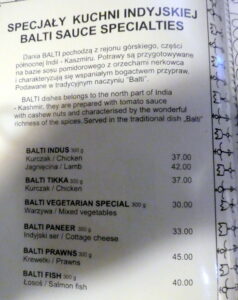 SPECJAŁY KUCHNI INDYJSKIEJ
BALTI SAUCE SPECIALTIES
Dania BALTI pochodzą z rejonu górskiego, części
północnej Indi - Kaszmiru. Potrawy są przygotowywane
na bazie sosu pomidorowego z orzechami nerkowca
i charakteryzują się wspaniałym bogactwem przypraw.
Podawane w tradycyjnym naczyniu "Balti".
BALTI dishes belongs to the north part of India
- Kashmir, they are prepared with tomato sauce
with cashew nuts and characterised by the wonderful
richness of the spices. Served in the traditional dish „Balti"
BALTI INDUS 300 g
Kurczak / Chicken 37.00
Jagnięcina / Lamb 42.00
BALTI TIKKA 300 g 37.00
Kurczak / Chicken
BALTI VEGETARIAN SPECIAL 300 g 30.00
Warzywa / Mixed vegetables
BALTI PANEER 300 g 33.00
Indyjski ser / Cottage cheese
BALTI PRAWNS 300 g 45.00
Krewetki / Prawns
BALTI FISH 300 g 40.00
Łosoś / Salmon fish